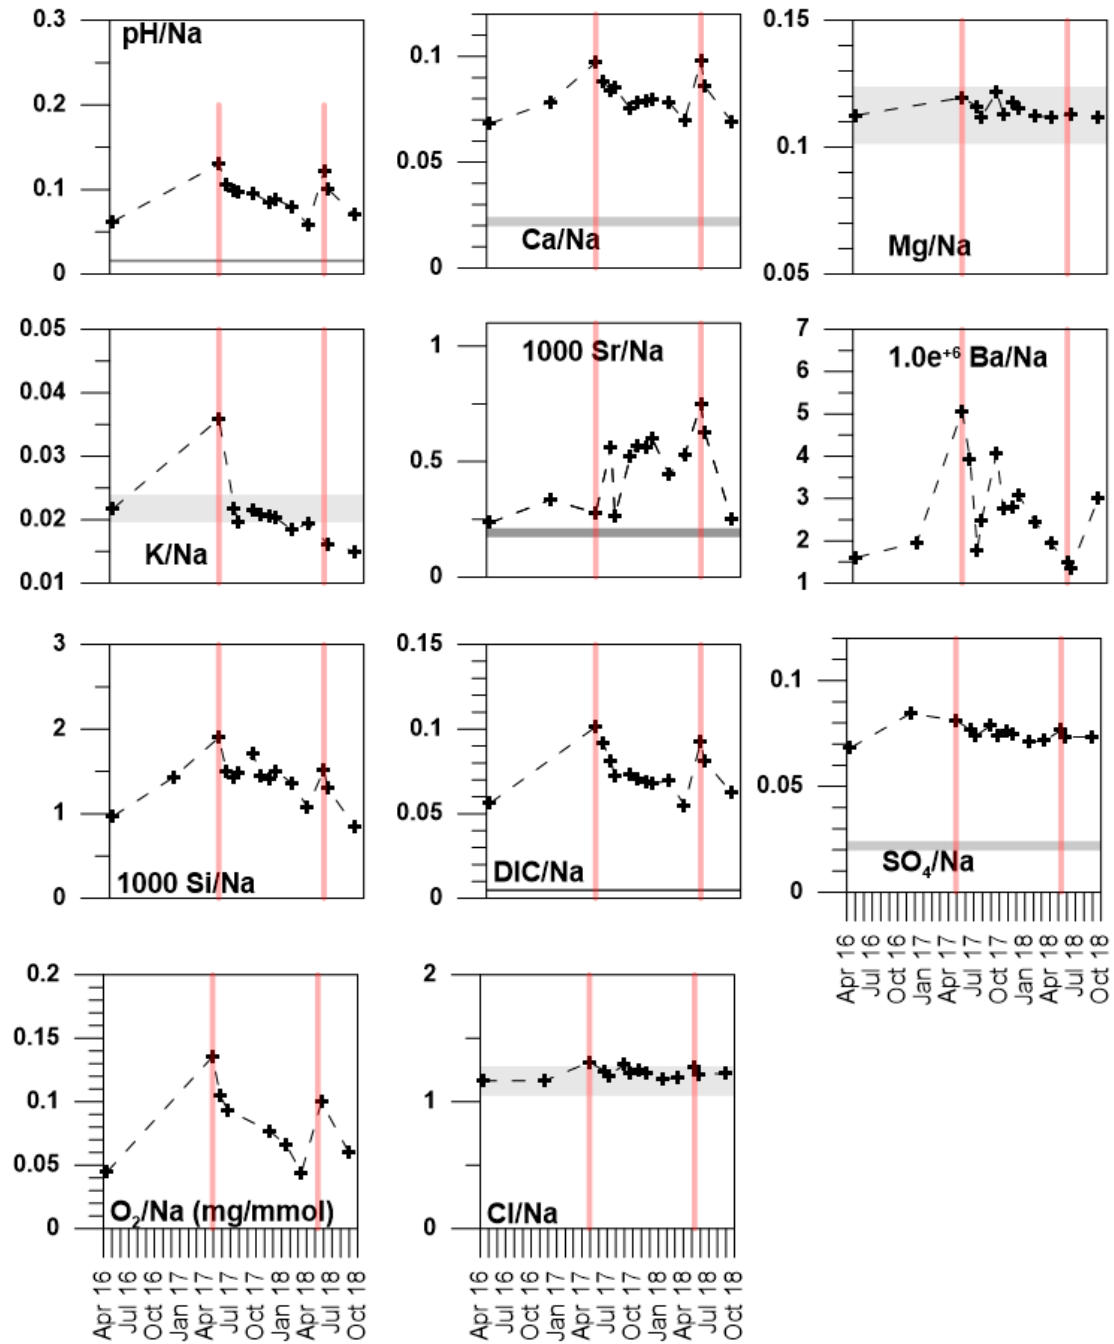 0.3
0.2
0.1
0
pH/Na
0.1
0.05
0
Ca/Na
0.15
0.1
0.05
Mg/Na
0.05
0.04
0.03
0.02
0.01
K/Na
1
0.5
0
1000 Sr/Na
7
6
5
4
3
2
1
1.0e+6 Ba/Na
3
2
1
0
1000 Si/Na
0.15
0.1
0.05
0
DIC/Na
0.1
0.05
0
SO4/Na
Apr 16
Jul 16
Oct 16
Jan 17
Apr 17
Jul 17
Oct 17
Jan 18
Apr 18
Jul 18
Oct 18
0.2
0.15
0.1
0.05
0
O2/Na (mg/mmol)
Apr 16
Jul 16
Oct 16
Jan 17
Apr 17
Jul 17
Oct 17
Jan 18
Apr 18
Jul 18
Oct 18
2
1
0
Cl/Na
Apr 16
Jul 16
Oct 16
Jan 17
Apr 17
Jul 17
Oct 17
Jan 18
Apr 18
Jul 18
Oct 18